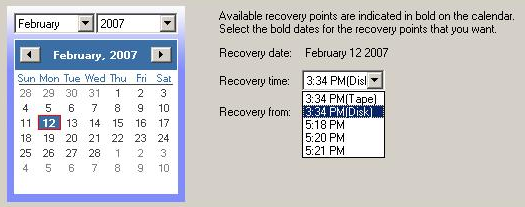 February 2007
February, 2007
Sun Mon Tue Wed Thu Fri Sat
28 29 30 31 1 2 3
4 5 6 7 8 9 10
11 12 13 14 15 16 17
18 19 20 21 22 23 24
25 26 27 28 1 2 3
4 5 6 7 8 9 10
Available recovery points are indicated in bold on the calendar.
Select the bold dates for the recovery points that you want.
Recovery date: February 12 2007
Recovery time: 3:34 PM(Disl
3:34 PM(Tape)
3:34 PM(Disk)
Recovery from: 5:18 PM
5:20 PM
5:21 PM